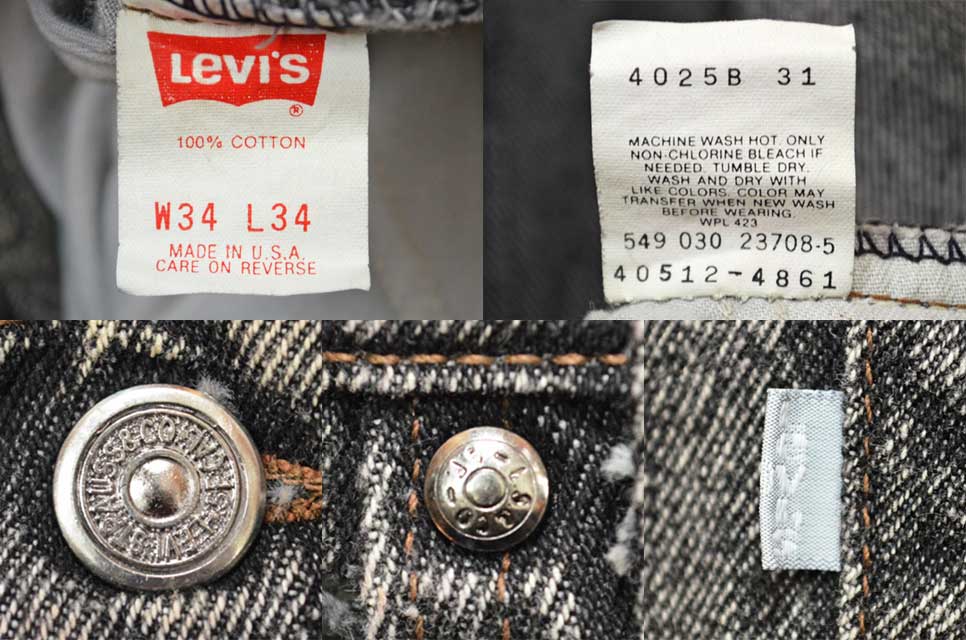 Levi's
®
100% COTTON
W34 L34
MADE IN U.S.A.
CARE ON REVERSE
4025B 31
MACHINE WASH HOT. ONLY
NON-CHLORINE BLEACH IF
NEEDED. TUMBLE DRY.
WASH AND DRY WITH
LIKE COLORS. COLOR MAY
TRANSFER WHEN NEW WASH
BEFORE WEARING.
WPL 423
549 030 23708-5
40512-4861